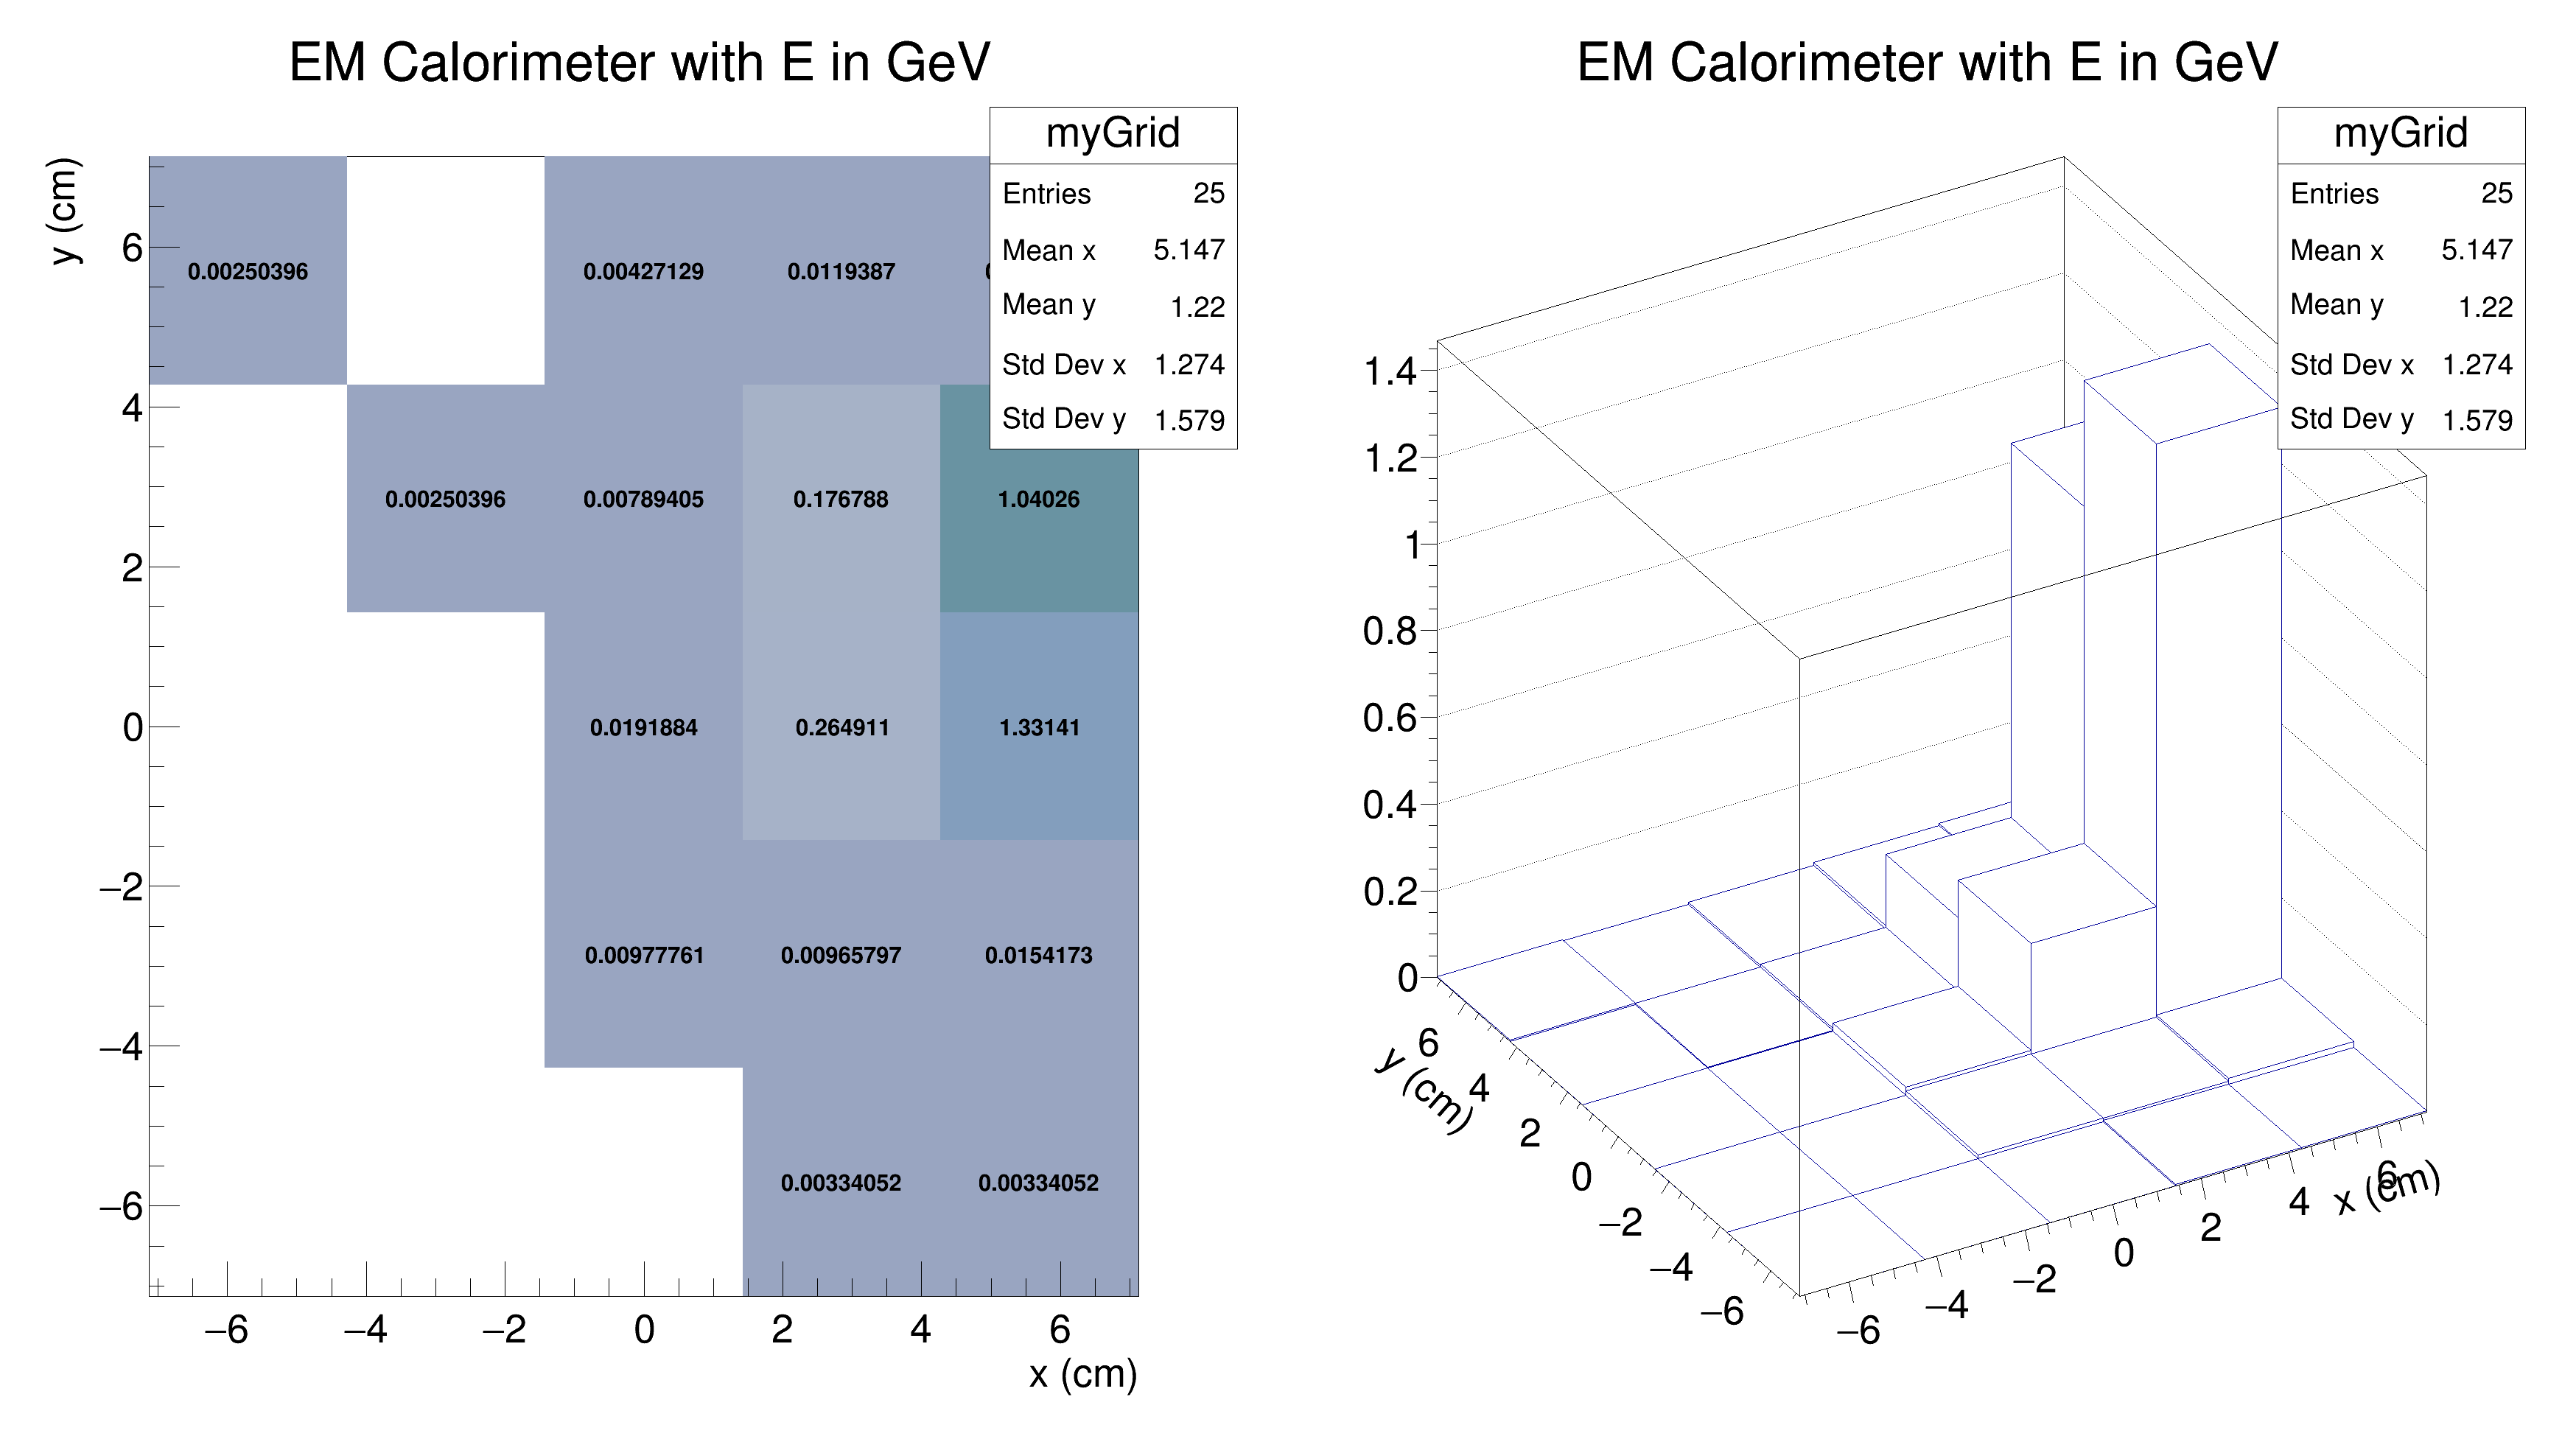 EM Calorimeter with E in GeV
myGrid
Entries 25
Mean x 5.147
Mean y 1.22
Std Dev x 1.274
Std Dev y 1.579
y (cm)
6
4
2
0
−2
−4
−6
0.00250396 0.00427129 0.0119387
0.00250396 0.00789405 0.176788 1.04026
0.0191884 0.264911 1.33141
0.00977761 0.00965797 0.0154173
0.00334052 0.00334052
−6 −4 −2 0 2 4 6
x (cm)
EM Calorimeter with E in GeV
myGrid
Entries 25
Mean x 5.147
Mean y 1.22
Std Dev x 1.274
Std Dev y 1.579
1.4
1.2
1
0.8
0.6
0.4
0.2
0
6
4
2
0
−2
−4
−6
y (cm)
−6 −4 −2 0 2 4 6
x (cm)